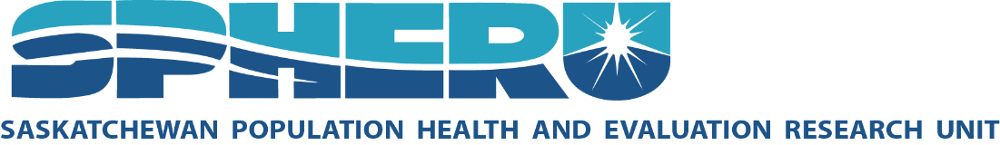 SPHERU
SASKATCHEWAN POPULATION HEALTH AND EVALUATION RESEARCH UNIT